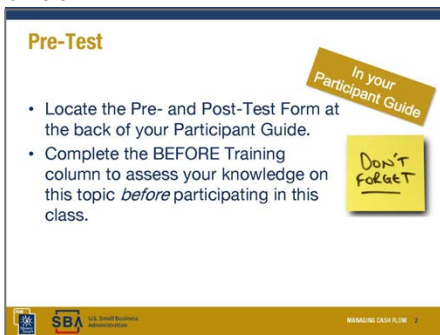 Pre-Test
In your
Participant Guide
• Locate the Pre- and Post-Test Form at
the back of your Participant Guide.
• Complete the BEFORE Training
column to assess your knowledge on
this topic before participating in this
class.
DON'T
FORGET
SBA
U.S. Small Business
Administration
MANAGING CASH FLOW 2